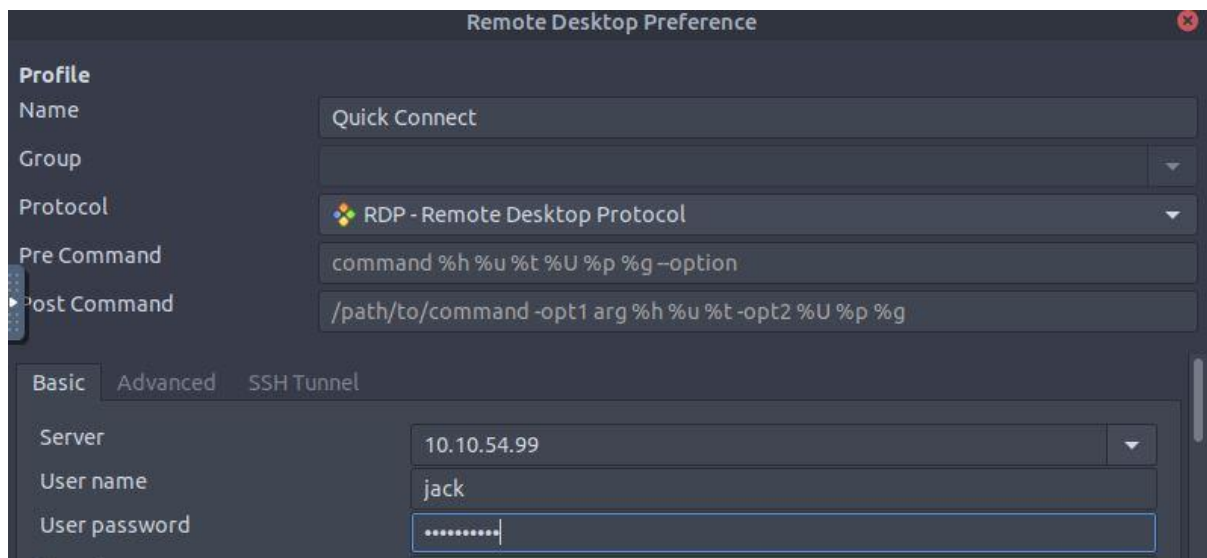 Remote Desktop Preference
Profile
Name Quick Connect
Group
Protocol RDP - Remote Desktop Protocol
Pre Command command %h %u %t %U %p %g --option
Post Command /path/to/command -opt1 arg %h %u %t -opt2 %U %p %g
Basic Advanced SSH Tunnel
Server 10.10.54.99
User name jack
User password ••••••••••